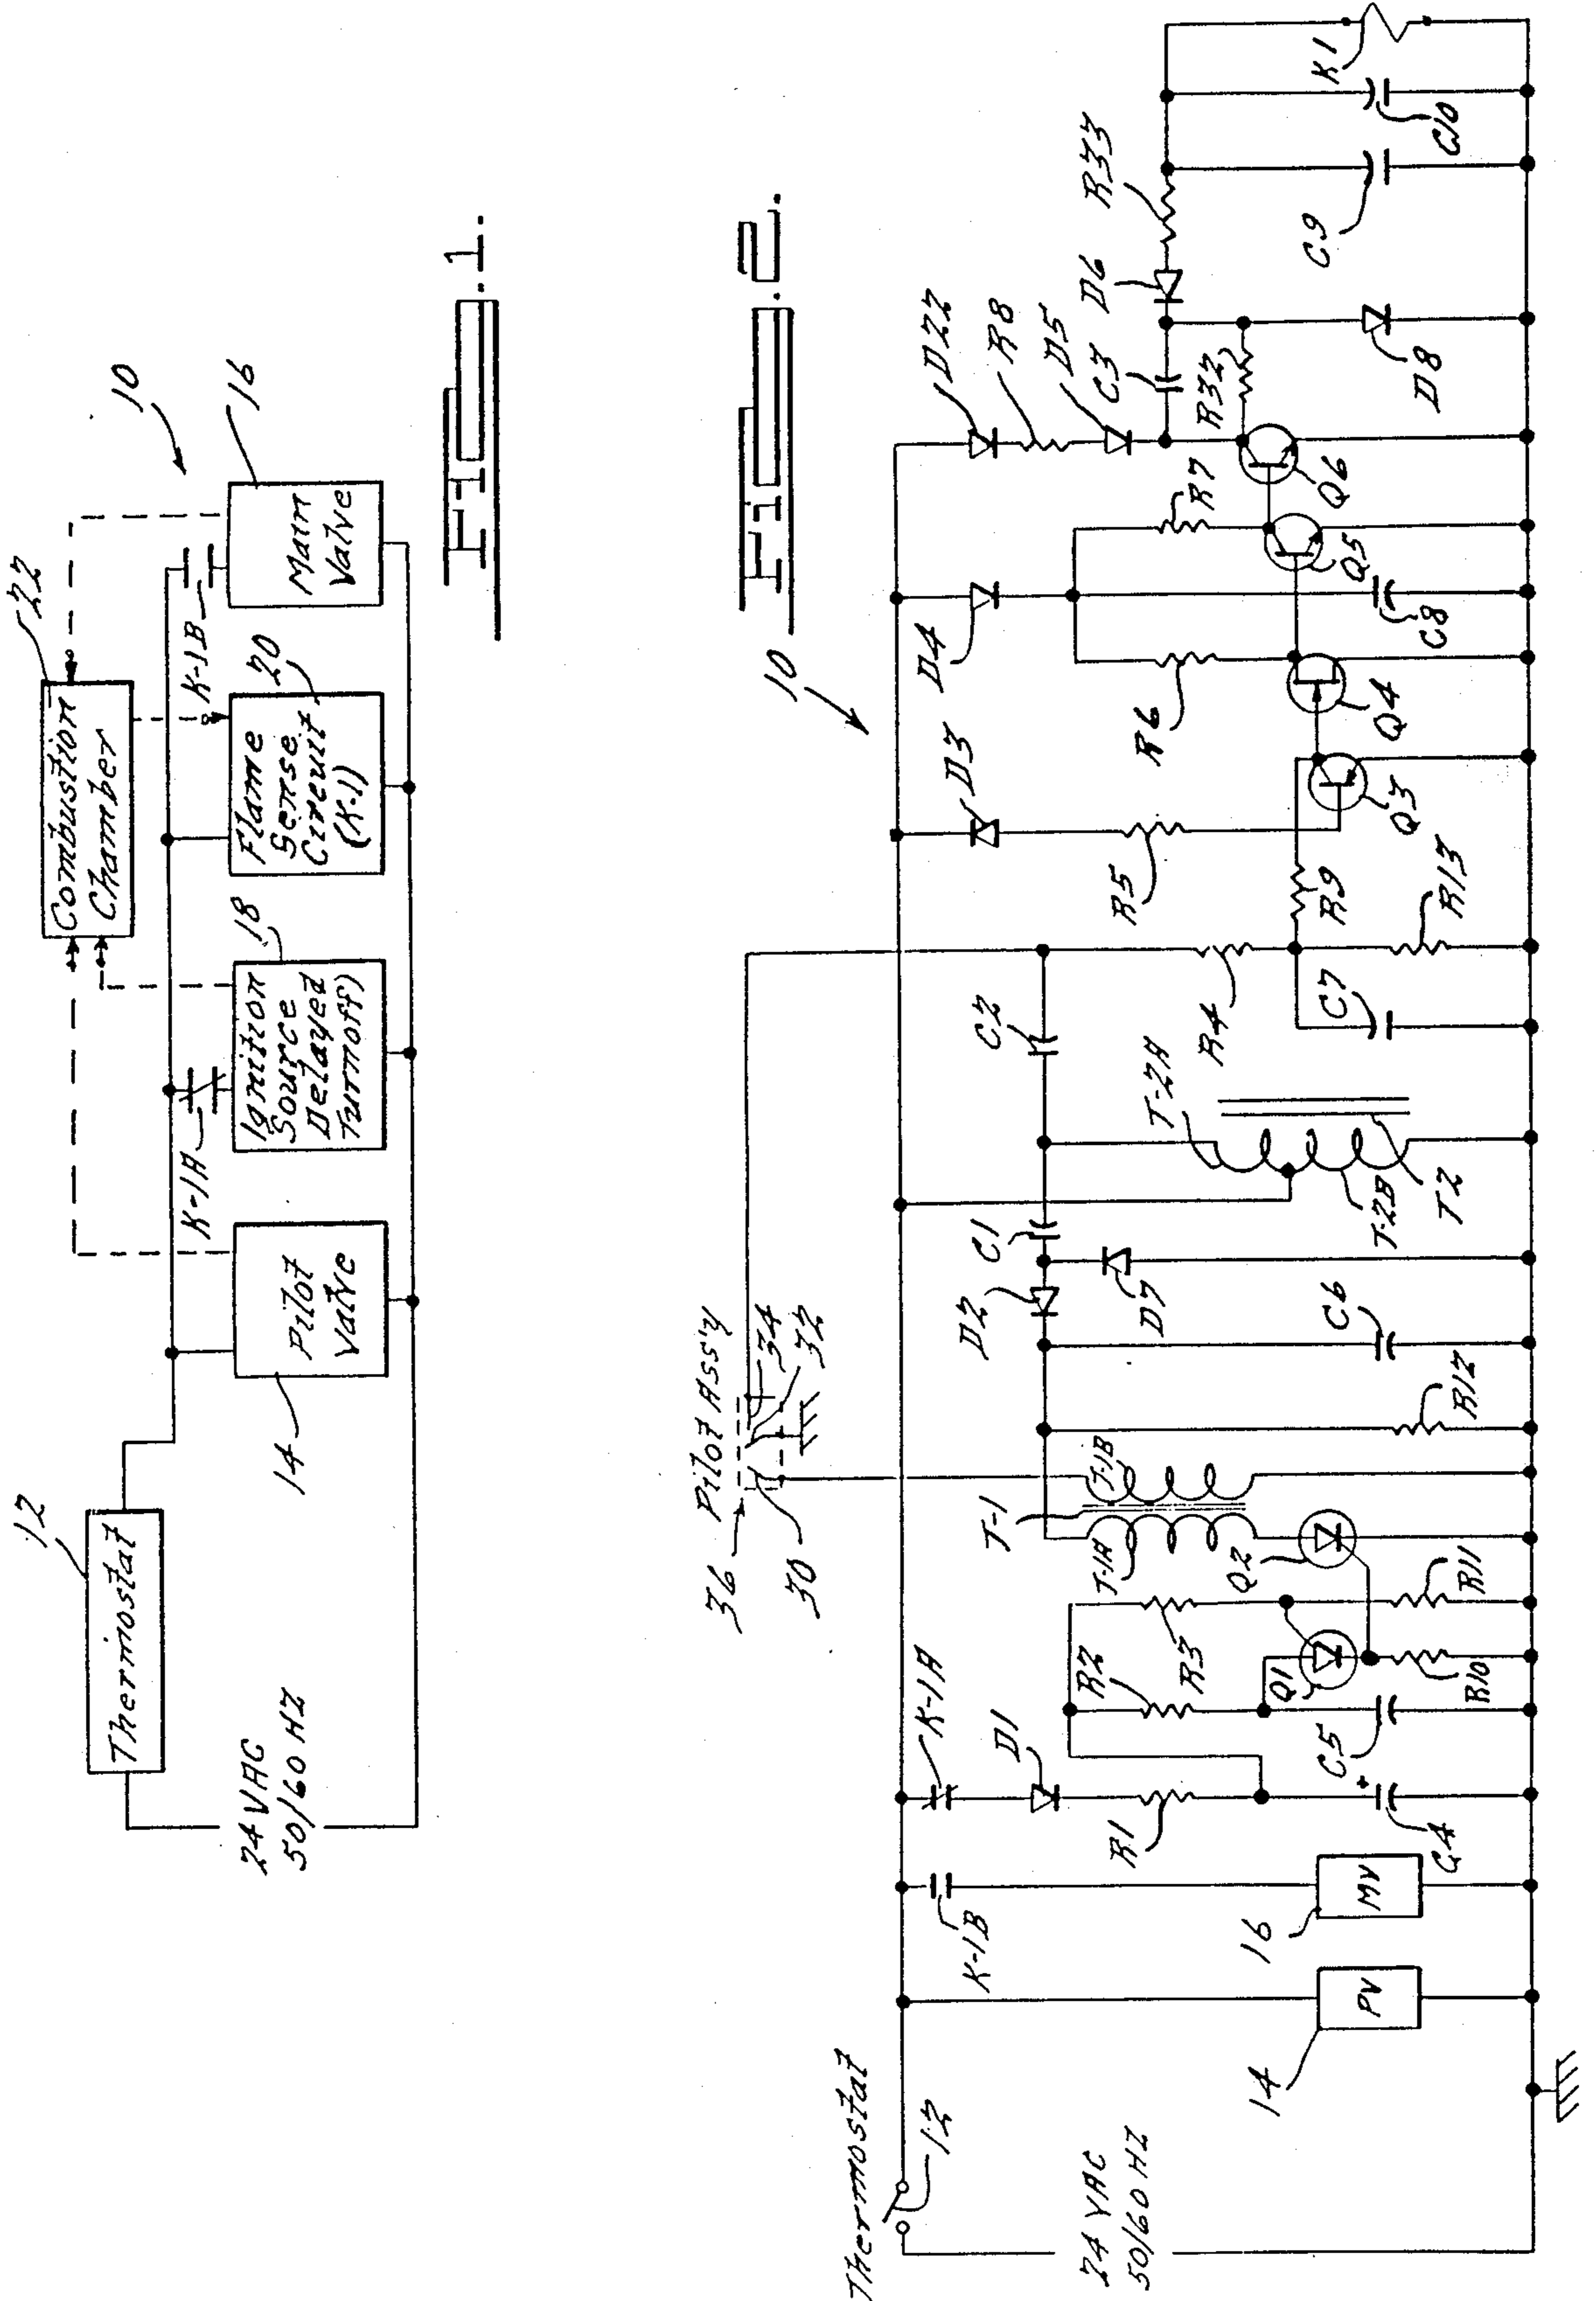 12
Thermostat
24 VAC
50/60 HZ
14
Pilot
Valve
K-1A
18
Ignition
Source
Delayed
Turnoff)
22
Combustion
Chamber
20
Flame
Sense
Circuit
(K-1)
K-1B
10
16
Main
Valve
Fig.1.
10
Fig.2.
Thermostat
12
24 VAC
50/60 HZ
14
PV
16
MV
K-1B
K-1A
D1
R1
+
C4
R2
C5
Q1
R10
R3
R11
Q2
36
Pilot Ass'y
30
34
32
T-1
T-1A
T-1B
R12
D2
C6
D7
C1
T-2A
T-2B
T2
C2
C7
R4
R9
R13
D3
R5
Q3
Q4
D4
R6
C8
R7
Q5
Q6
D22
R8
D5
C3
R32
D6
D8
R33
C9
C10
K1